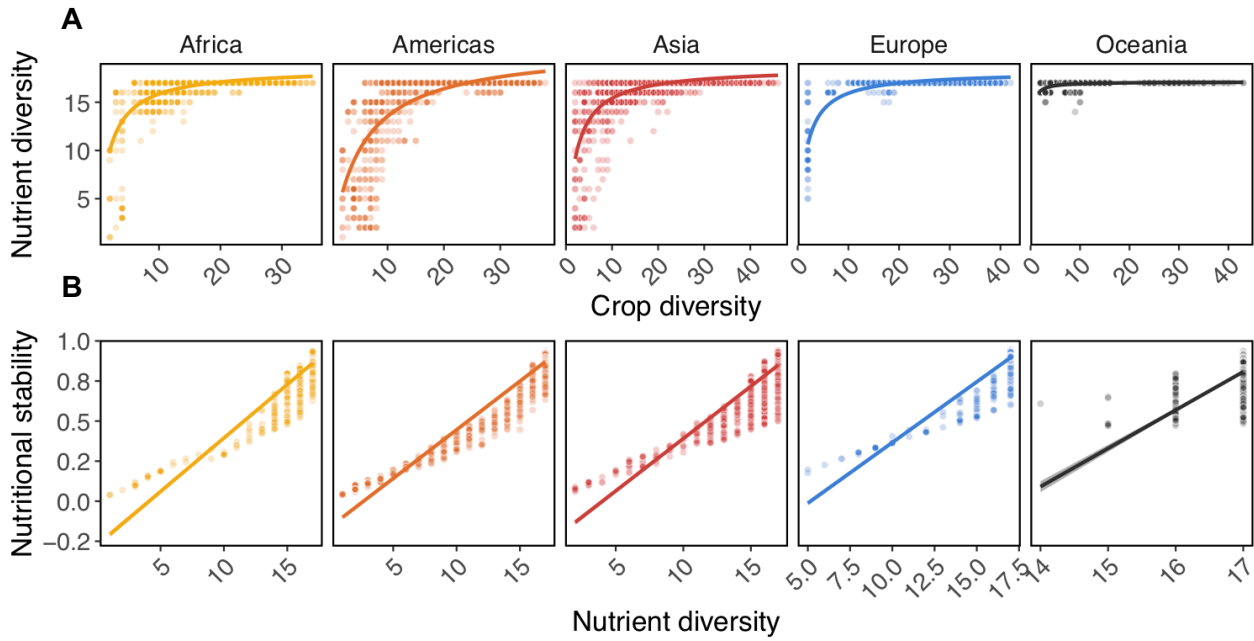 A
Africa Americas Asia Europe Oceania
Nutrient diversity
15
10
5
10 20 30 10 20 30 0 10 20 30 40 0 10 20 30 40 0 10 20 30 40
Crop diversity
B
Nutritional stability
1.0
0.8
0.5
0.2
0.0
−0.2
5 10 15 5 10 15 5 10 15 5.0 7.5 10.0 12.5 15.0 17.5 14 15 16 17
Nutrient diversity